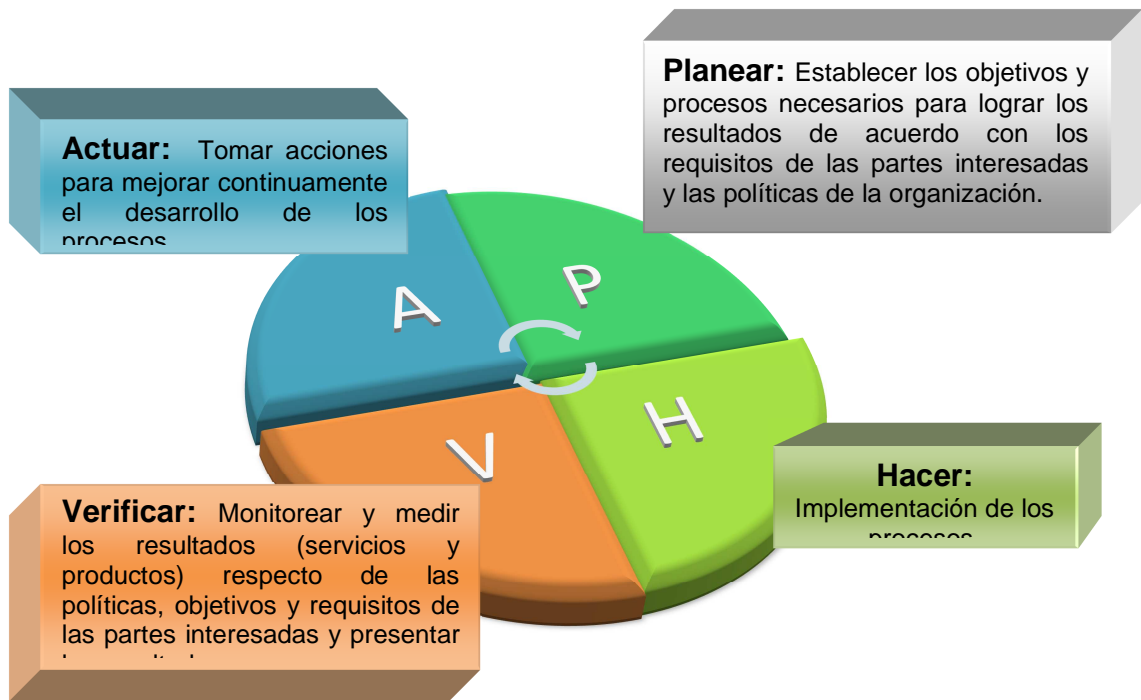 Planear: Establecer los objetivos y
procesos necesarios para lograr los
resultados de acuerdo con los
requisitos de las partes interesadas
y las políticas de la organización.
Actuar: Tomar acciones
para mejorar continuamente
el desarrollo de los
procesos
A
P
H
V
Hacer:
Implementación de los
procesos
Verificar: Monitorear y medir
los resultados (servicios y
productos) respecto de las
políticas, objetivos y requisitos de
las partes interesadas y presentar